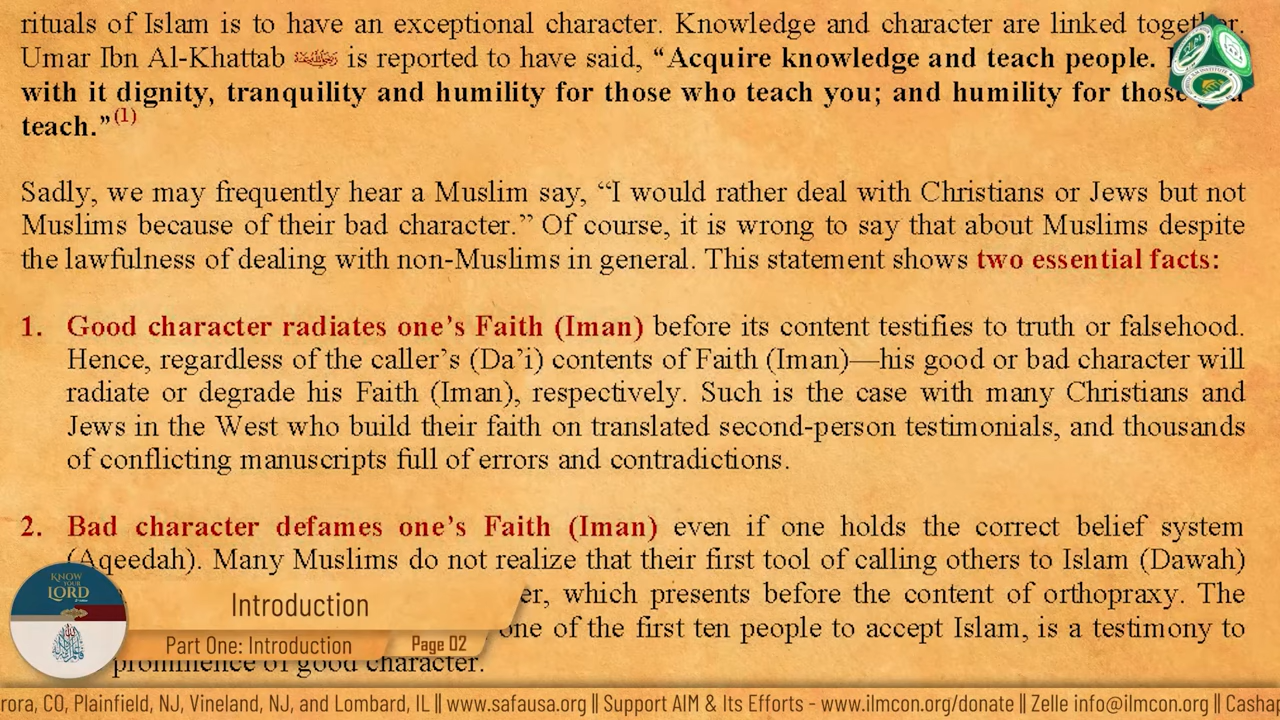 rituals of Islam is to have an exceptional character. Knowledge and character are linked together.
Umar Ibn Al-Khattab is reported to have said, “Acquire knowledge and teach people.
with it dignity, tranquility and humility for those who teach you; and humility for those
teach.”(1)
Sadly, we may frequently hear a Muslim say, “I would rather deal with Christians or Jews but not
Muslims because of their bad character.” Of course, it is wrong to say that about Muslims despite
the lawfulness of dealing with non-Muslims in general. This statement shows two essential facts:
1. Good character radiates one’s Faith (Iman) before its content testifies to truth or falsehood.
Hence, regardless of the caller’s (Da’i) contents of Faith (Iman)—his good or bad character will
radiate or degrade his Faith (Iman), respectively. Such is the case with many Christians and
Jews in the West who build their faith on translated second-person testimonials, and thousands
of conflicting manuscripts full of errors and contradictions.
2. Bad character defames one’s Faith (Iman) even if one holds the correct belief system
(Aqeedah). Many Muslims do not realize that their first tool of calling others to Islam (Dawah)
er, which presents before the content of orthopraxy. The
one of the first ten people to accept Islam, is a testimony to
prominence of good character.
KNOW
YOUR
LORD
Introduction
Part One: Introduction
Page 02
rora, CO, Plainfield, NJ, Vineland, NJ, and Lombard, IL || www.safausa.org || Support AIM & Its Efforts - www.ilmcon.org/donate || Zelle info@ilmcon.org || Cashap